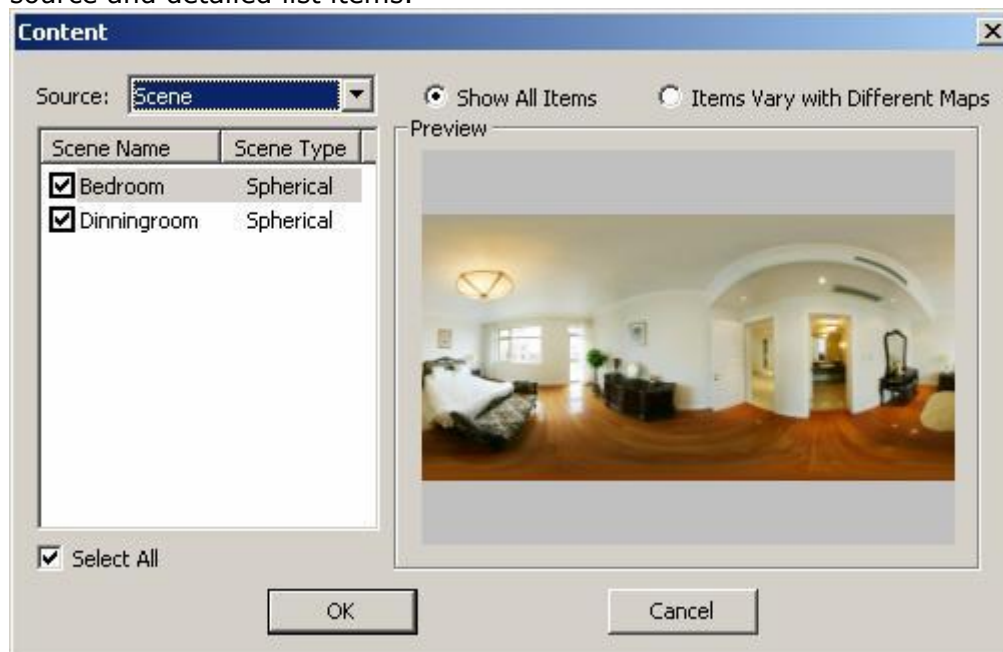 source and detailed list items.
Content
Source: Scene
Show All Items
Items Vary with Different Maps
Preview
Scene Name Scene Type
Bedroom Spherical
Dinningroom Spherical
Select All
OK
Cancel